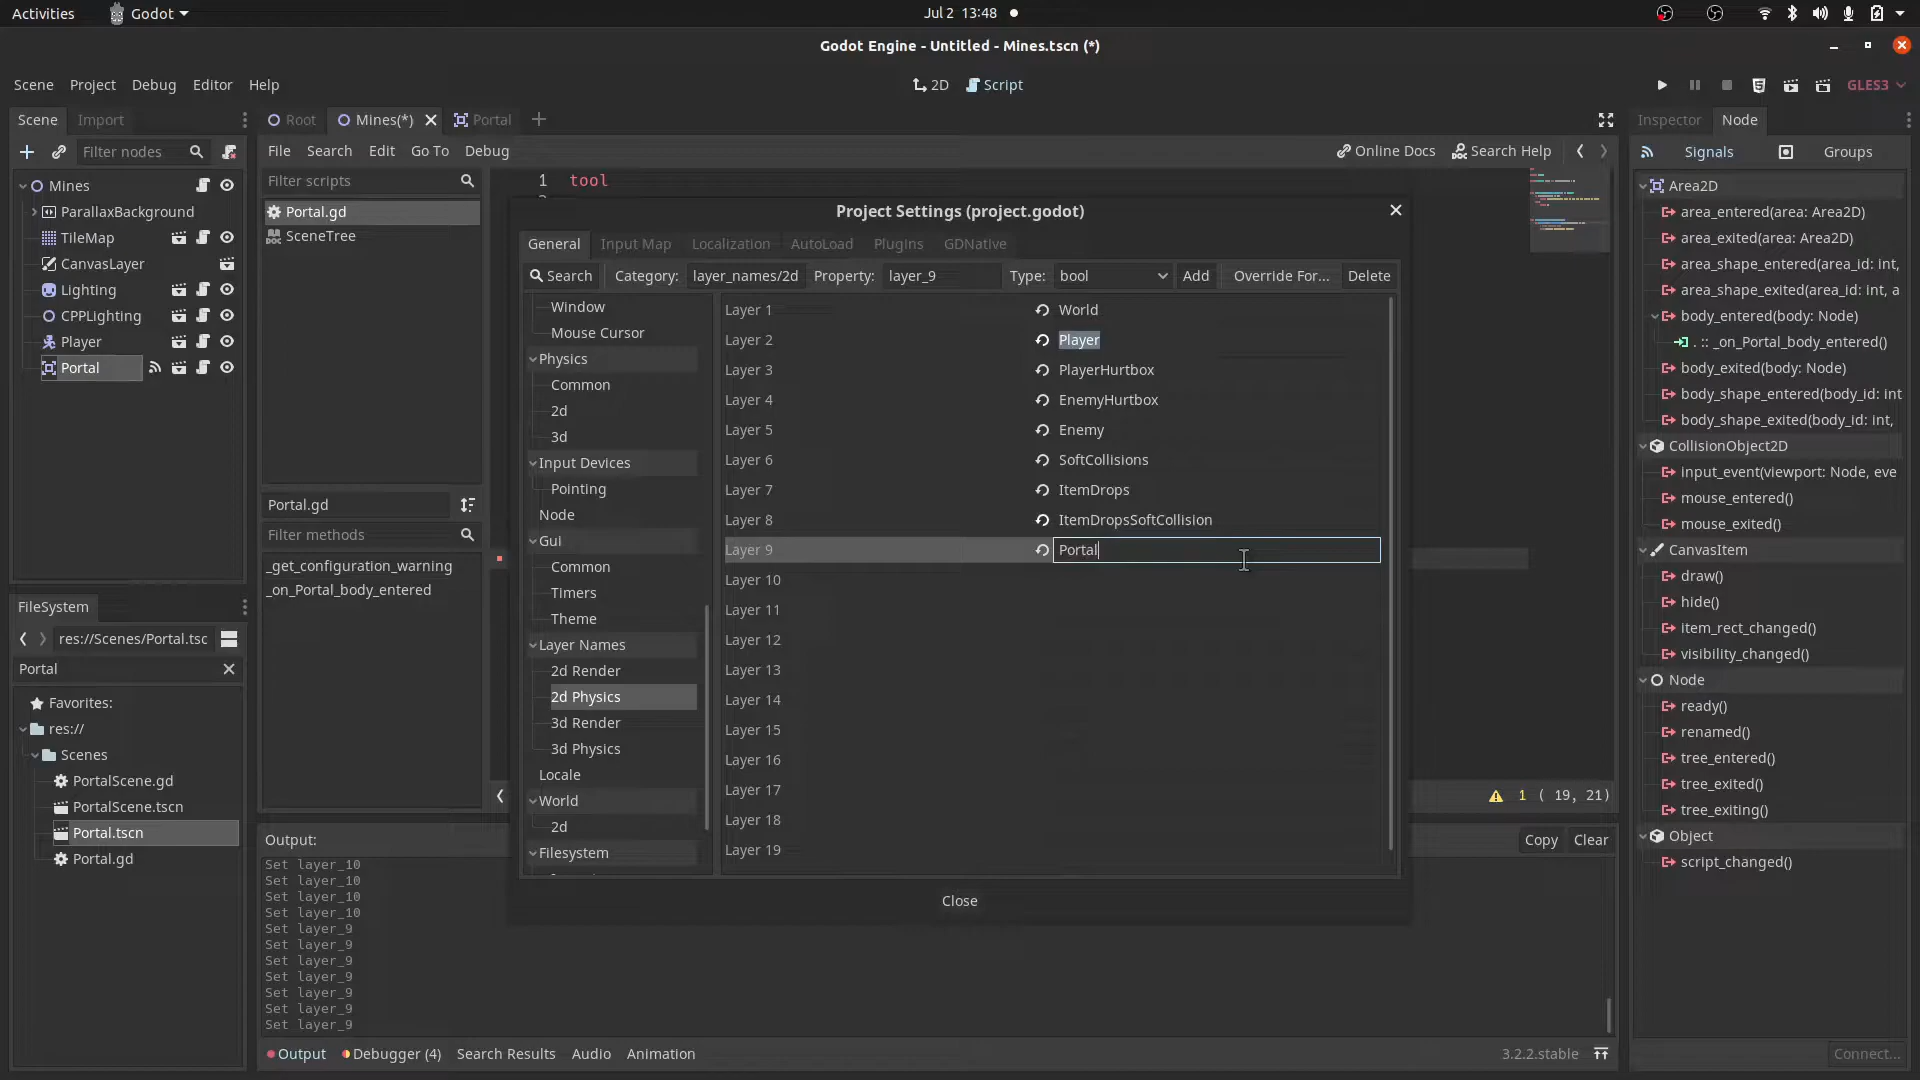 Activities
Godot
Jul 2 13:48
Godot Engine - Untitled - Mines.tscn (*)
Scene Project Debug Editor Help
2D Script
GLES3
Scene Import
Root Mines(*) Portal
Inspector Node
Filter nodes
File Search Edit Go To Debug
Online Docs Search Help
Signals Groups
Mines
ParallaxBackground
TileMap
CanvasLayer
Lighting
CPPLighting
Player
Portal
Filter scripts
Portal.gd
SceneTree
Portal.gd
Filter methods
_get_configuration_warning
_on_Portal_body_entered
1 tool
Project Settings (project.godot)
General Input Map Localization AutoLoad Plugins GDNative
Search Category: layer_names/2d Property: layer_9 Type: bool Add Override For... Delete
Window
Mouse Cursor
Physics
Common
2d
3d
Input Devices
Pointing
Node
Gui
Common
Timers
Theme
Layer Names
2d Render
2d Physics
3d Render
3d Physics
Locale
World
2d
Filesystem
Layer 1 World
Layer 2 Player
Layer 3 PlayerHurtbox
Layer 4 EnemyHurtbox
Layer 5 Enemy
Layer 6 SoftCollisions
Layer 7 ItemDrops
Layer 8 ItemDropsSoftCollision
Layer 9 Portal
Layer 10
Layer 11
Layer 12
Layer 13
Layer 14
Layer 15
Layer 16
Layer 17
Layer 18
Layer 19
Close
1 ( 19, 21)
Area2D
area_entered(area: Area2D)
area_exited(area: Area2D)
area_shape_entered(area_id: int,
area_shape_exited(area_id: int, a
body_entered(body: Node)
. :: _on_Portal_body_entered()
body_exited(body: Node)
body_shape_entered(body_id: int
body_shape_exited(body_id: int,
CollisionObject2D
input_event(viewport: Node, eve
mouse_entered()
mouse_exited()
CanvasItem
draw()
hide()
item_rect_changed()
visibility_changed()
Node
ready()
renamed()
tree_entered()
tree_exited()
tree_exiting()
Object
script_changed()
Connect...
FileSystem
res://Scenes/Portal.tsc
Portal
Favorites:
res://
Scenes
PortalScene.gd
PortalScene.tscn
Portal.tscn
Portal.gd
Output:
Copy Clear
Set layer_10
Set layer_10
Set layer_10
Set layer_10
Set layer_9
Set layer_9
Set layer_9
Set layer_9
Set layer_9
Set layer_9
Set layer_9
Output Debugger (4) Search Results Audio Animation
3.2.2.stable